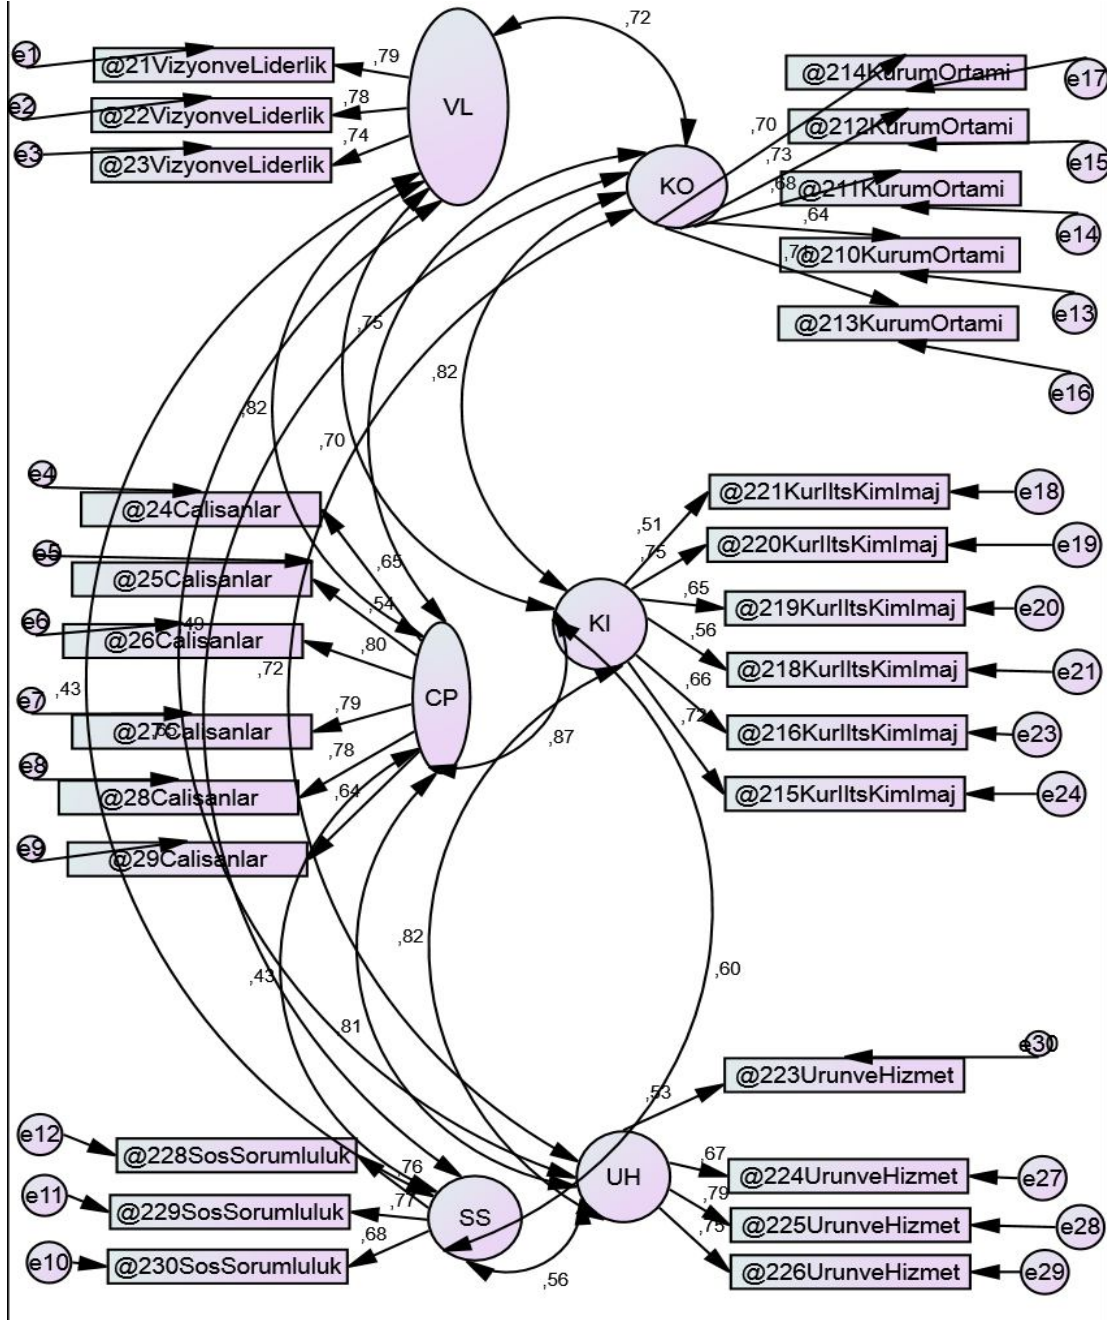 e1
@21VizyonveLiderlik
,79
VL
,72
e2
@22VizyonveLiderlik
,78
e3
@23VizyonveLiderlik
,74
@214KurumOrtami
e17
,70
@212KurumOrtami
e15
,73
KO
,68
@211KurumOrtami
e14
,64
@210KurumOrtami
e13
@213KurumOrtami
e16
,75
,82
,82
,70
e4
@24Calisanlar
,65
e5
@25Calisanlar
,54
e6
@26Calisanlar
,49
,80
CP
e7
@27Calisanlar
,79
,43
,72
e8
@28Calisanlar
,78
e9
@29Calisanlar
,64
@221KurIltsKimImaj
e18
,51
@220KurIltsKimImaj
e19
,75
@219KurIltsKimImaj
e20
,65
KI
@218KurIltsKimImaj
e21
,56
@216KurIltsKimImaj
e23
,66
@215KurIltsKimImaj
e24
,72
,87
,82
,60
,43
,81
e30
@223UrunveHizmet
,53
e12
@228SosSorumluluk
,76
e11
@229SosSorumluluk
,77
SS
e10
@230SosSorumluluk
,68
UH
,67
@224UrunveHizmet
e27
,79
@225UrunveHizmet
e28
,75
@226UrunveHizmet
e29
,56